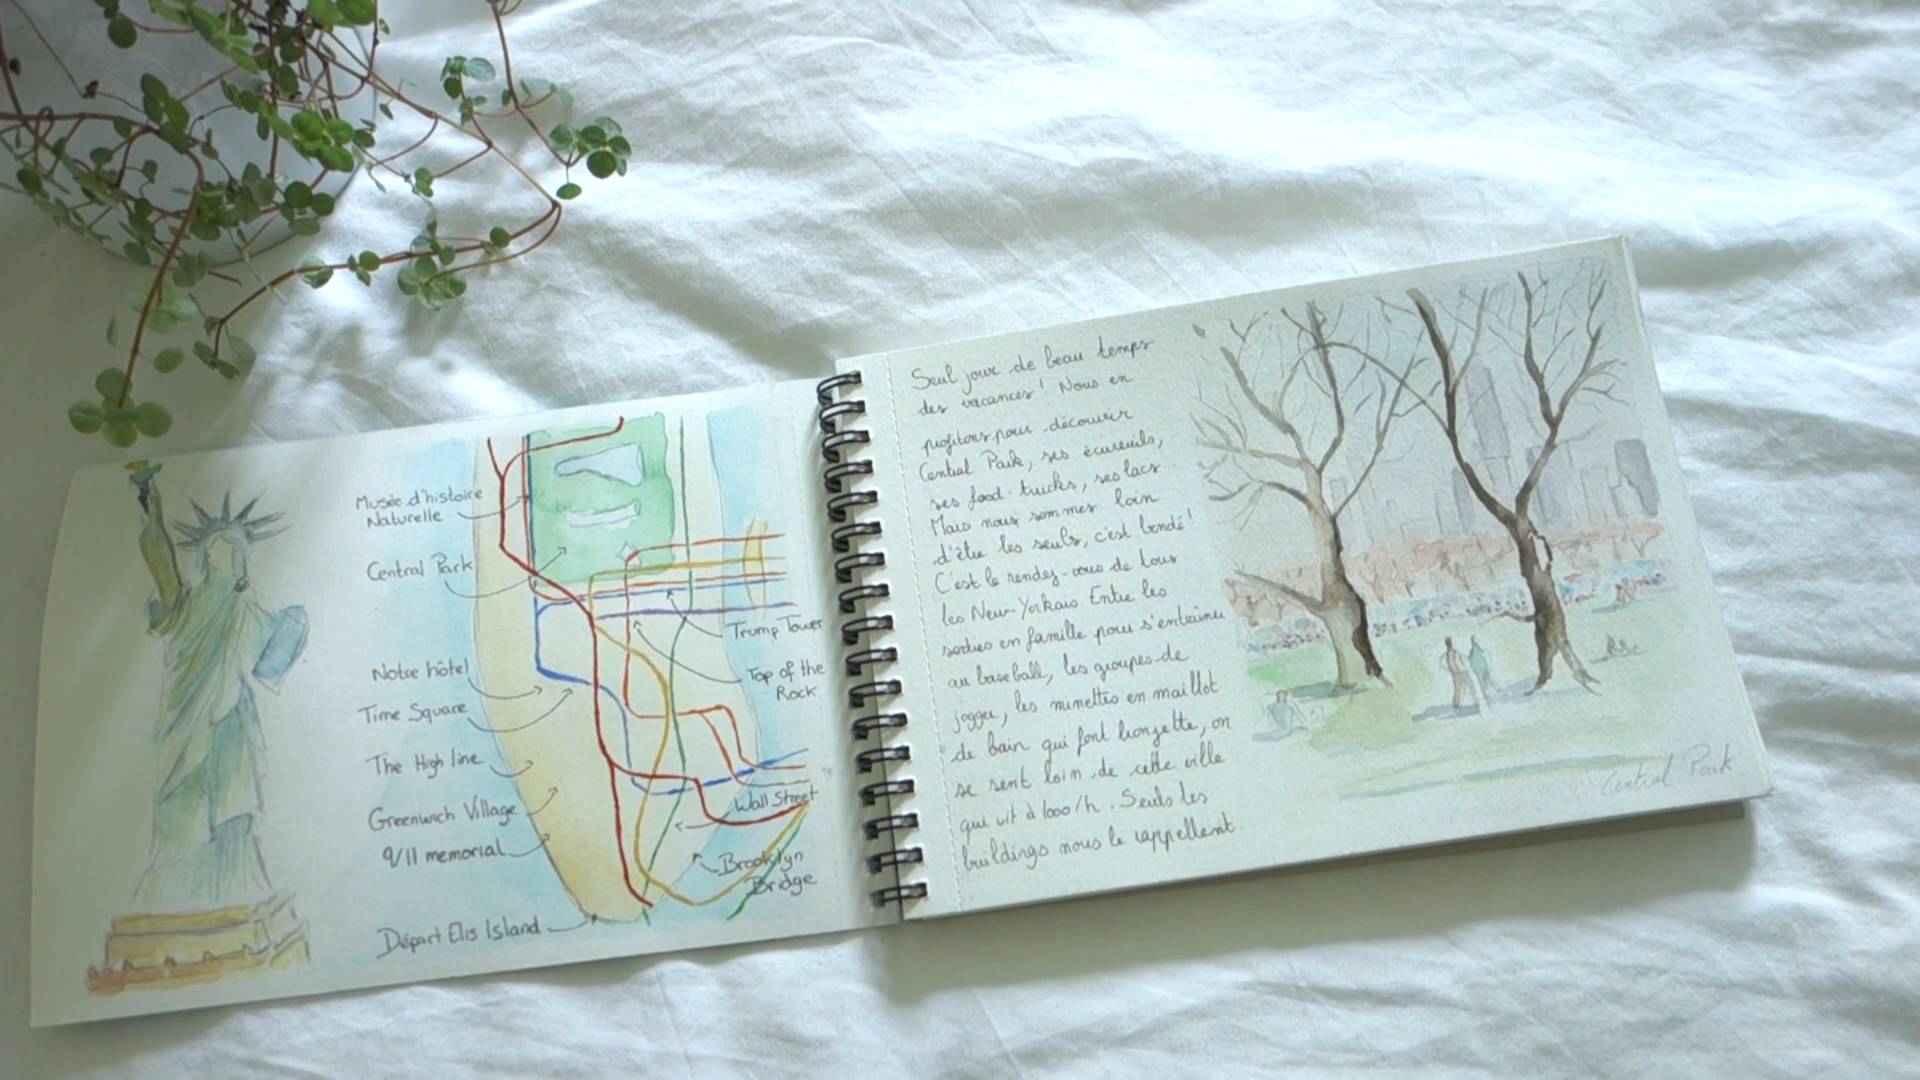 Musée d'histoire
Naturelle
Central Park
Notre hôtel
Time Square
The High line
Greenwich Village
9/11 memorial
Départ Elis Island
Trump Tower
Top of the
Rock
Wall Street
Brooklyn
Bridge
Seul jour de beau temps
des vacances! Nous en
profitons pour découvrir
Central Park, ses écureuils,
ses food-trucks, ses lacs...
Mais nous sommes loin
d'être les seuls, c'est bondé!
C'est le rendez-vous de tous
les New-Yorkais. Entre les
sorties en famille pour s'entraîner
au baseball, les groupes de
jogger, les minettes en maillot
de bain qui font bronzette, on
se sent loin de cette ville
qui vit à 1000/h. Seuls les
buildings nous le rappellent.
Central Park